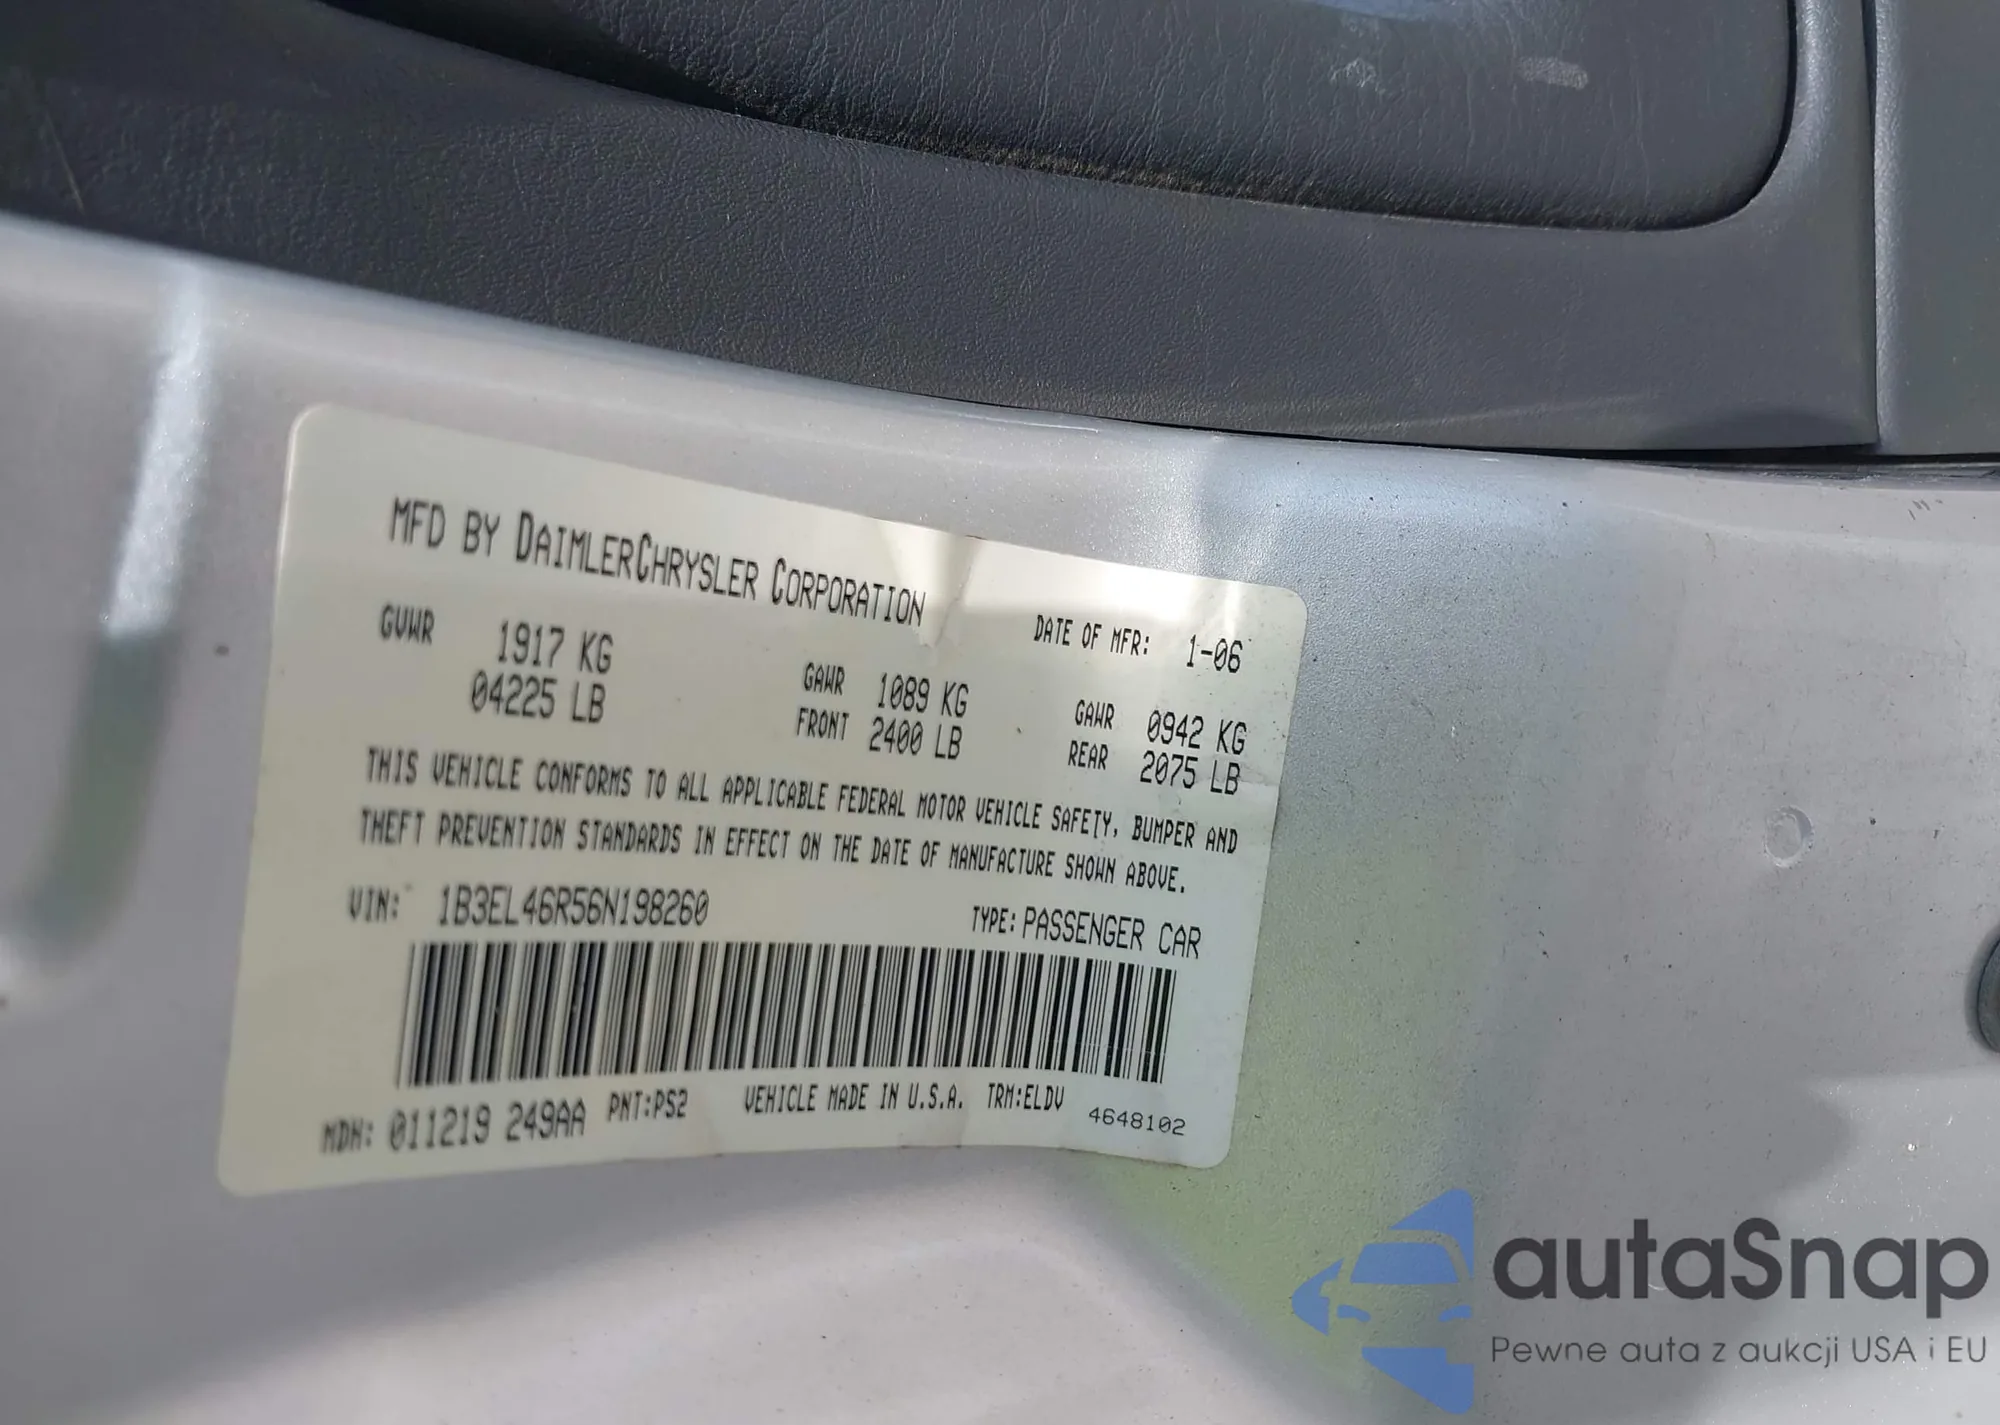 MFD BY DAIMLERCHRYSLER CORPORATION
DATE OF MFR: 1-06
GVWR 1917 KG
04225 LB
GAWR 1089 KG
FRONT 2400 LB
GAWR 0942 KG
REAR 2075 LB
THIS VEHICLE CONFORMS TO ALL APPLICABLE FEDERAL MOTOR VEHICLE SAFETY, BUMPER AND
THEFT PREVENTION STANDARDS IN EFFECT ON THE DATE OF MANUFACTURE SHOWN ABOVE.
VIN: 1B3EL46R56N198260
TYPE: PASSENGER CAR
MDH: 011219 249AA PNT:PS2 VEHICLE MADE IN U.S.A. TRM:ELDV 4648102
autaSnap
Pewne auta z aukcji USA i EU